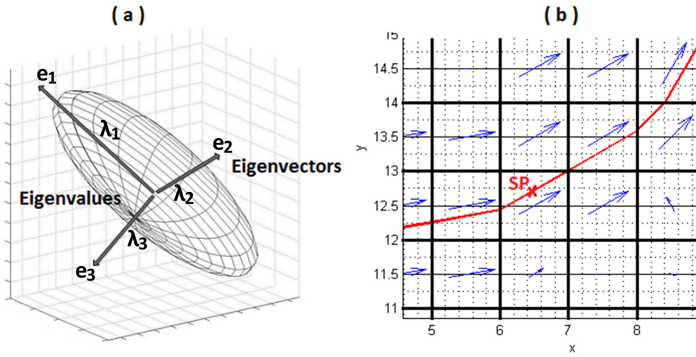 ( a )
e1
λ1
e2
Eigenvectors
λ2
Eigenvalues
λ3
e3
( b )
15
14.5
14
13.5
y
13
SP
12.5
12
11.5
11
5 6 7 8
x